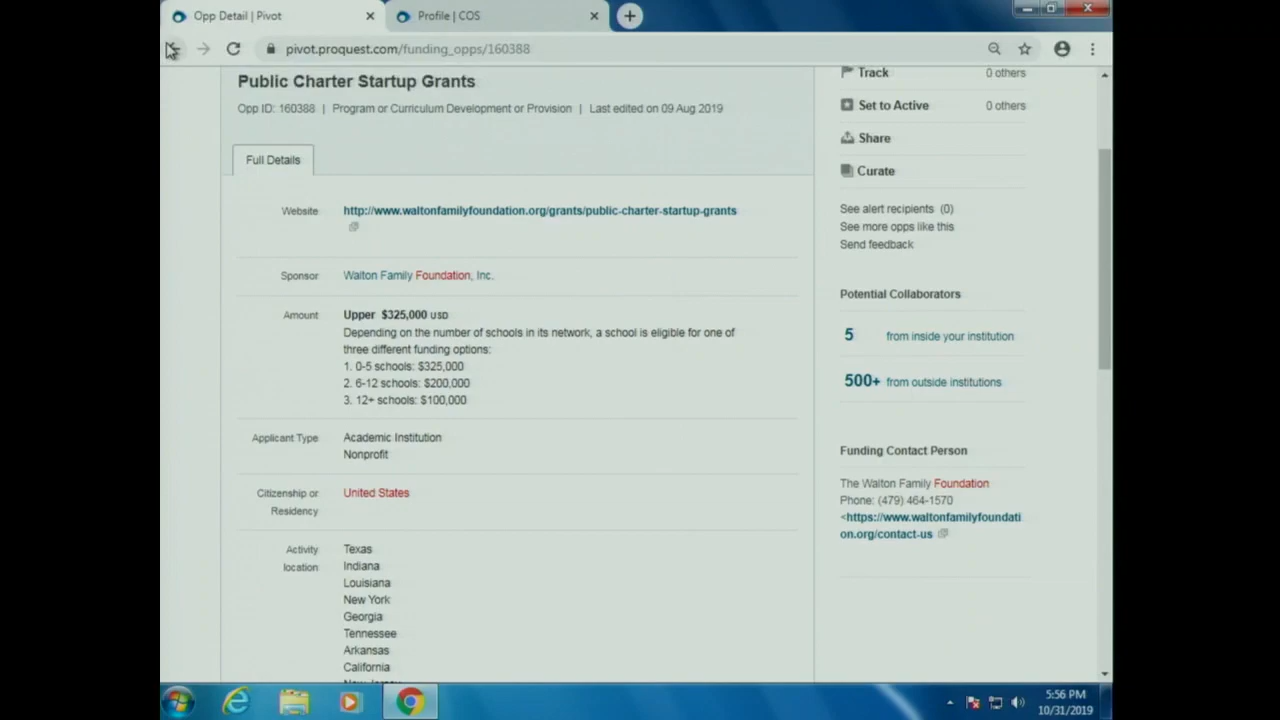 Opp Detail | Pivot
Profile | COS
pivot.proquest.com/funding_opps/160388
Public Charter Startup Grants
Opp ID: 160388 | Program or Curriculum Development or Provision | Last edited on 09 Aug 2019
Full Details
Website
http://www.waltonfamilyfoundation.org/grants/public-charter-startup-grants
Sponsor
Walton Family Foundation, Inc.
Amount
Upper $325,000 USD
Depending on the number of schools in its network, a school is eligible for one of
three different funding options:
1. 0-5 schools: $325,000
2. 6-12 schools: $200,000
3. 12+ schools: $100,000
Applicant Type
Academic Institution
Nonprofit
Citizenship or
Residency
United States
Activity
location
Texas
Indiana
Louisiana
New York
Georgia
Tennessee
Arkansas
California
Track 0 others
Set to Active 0 others
Share
Curate
See alert recipients (0)
See more opps like this
Send feedback
Potential Collaborators
5 from inside your institution
500+ from outside institutions
Funding Contact Person
The Walton Family Foundation
Phone: (479) 464-1570
<https://www.waltonfamilyfoundati
on.org/contact-us
5:56 PM
10/31/2019